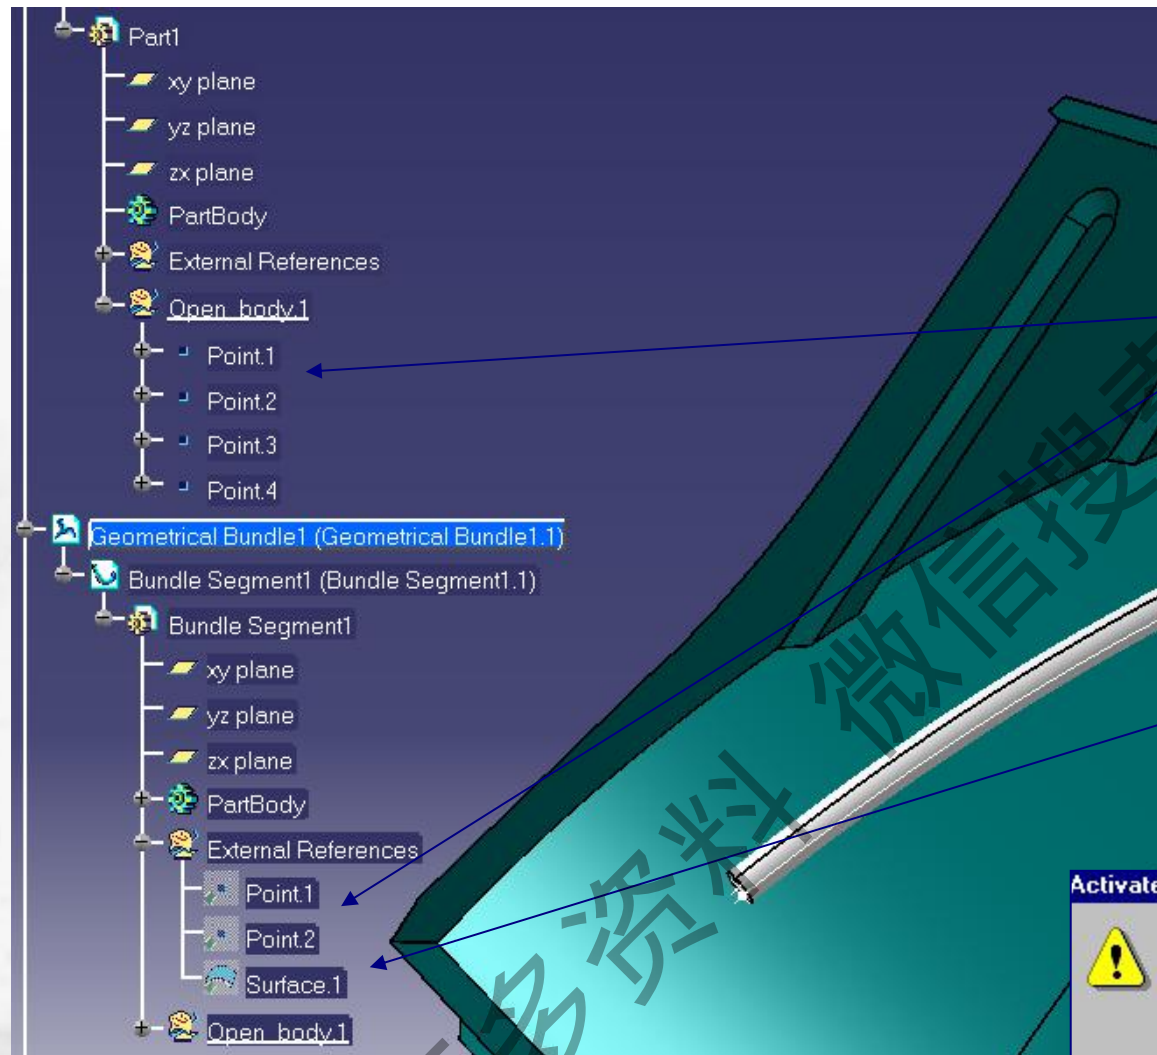 Part1
xy plane
yz plane
zx plane
PartBody
External References
Open_body.1
Point.1
Point.2
Point.3
Point.4
Geometrical Bundle1 (Geometrical Bundle1.1)
Bundle Segment1 (Bundle Segment1.1)
Bundle Segment1
xy plane
yz plane
zx plane
PartBody
External References
Point.1
Point.2
Surface.1
Open_body.1
Activate
多资料 微信搜